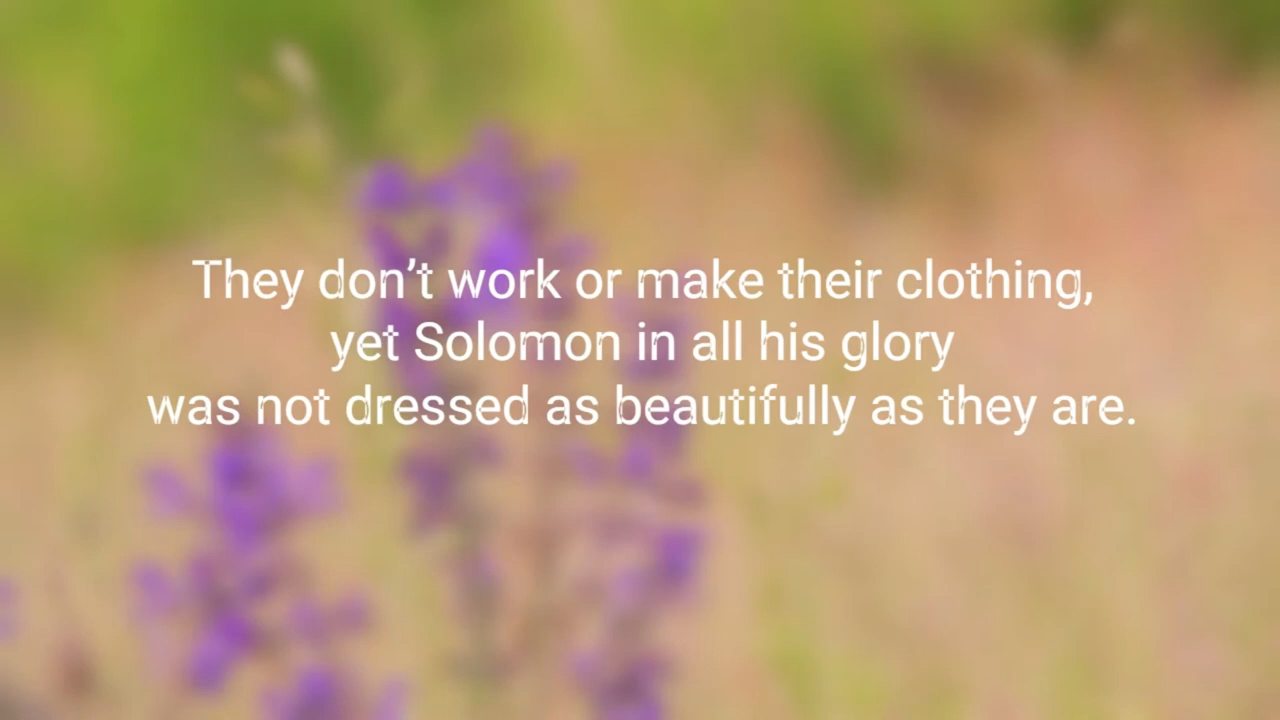 They don’t work or make their clothing,
yet Solomon in all his glory
was not dressed as beautifully as they are.